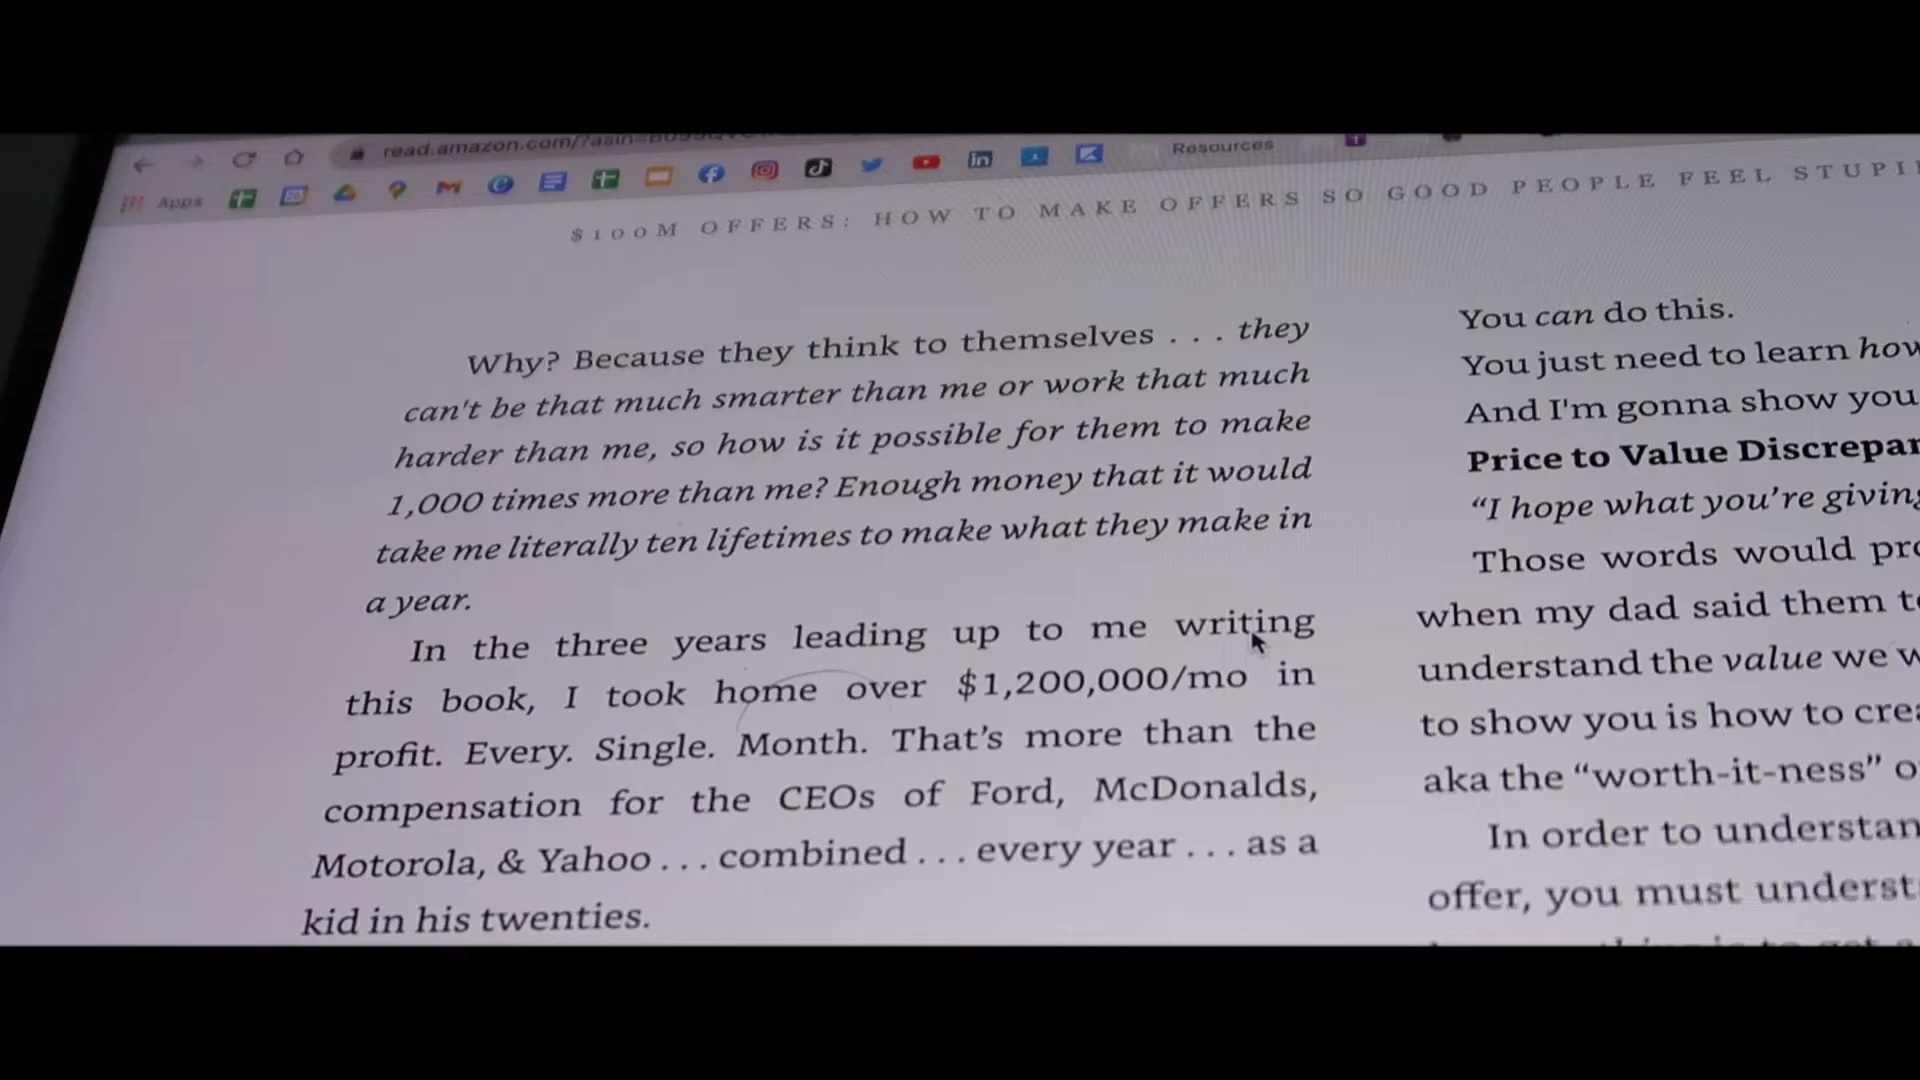 read.amazon.com/?asin=
Resources
Apps
$100M OFFERS: HOW TO MAKE OFFERS SO GOOD PEOPLE FEEL
Why? Because they think to themselves . . . they
can't be that much smarter than me or work that much
harder than me, so how is it possible for them to make
1,000 times more than me? Enough money that it would
take me literally ten lifetimes to make what they make in
a year.
In the three years leading up to me writing
this book, I took home over $1,200,000/mo in
profit. Every. Single. Month. That's more than the
compensation for the CEOs of Ford, McDonalds,
Motorola, & Yahoo . . . combined . . . every year . . . as a
kid in his twenties.
You can do this.
You just need to learn how
And I'm gonna show you
Price to Value
“I hope what you’re giving
Those words would
when my dad said them
understand the value we
to show you is how to
aka the “worth-it-ness”
In order to
offer, you must